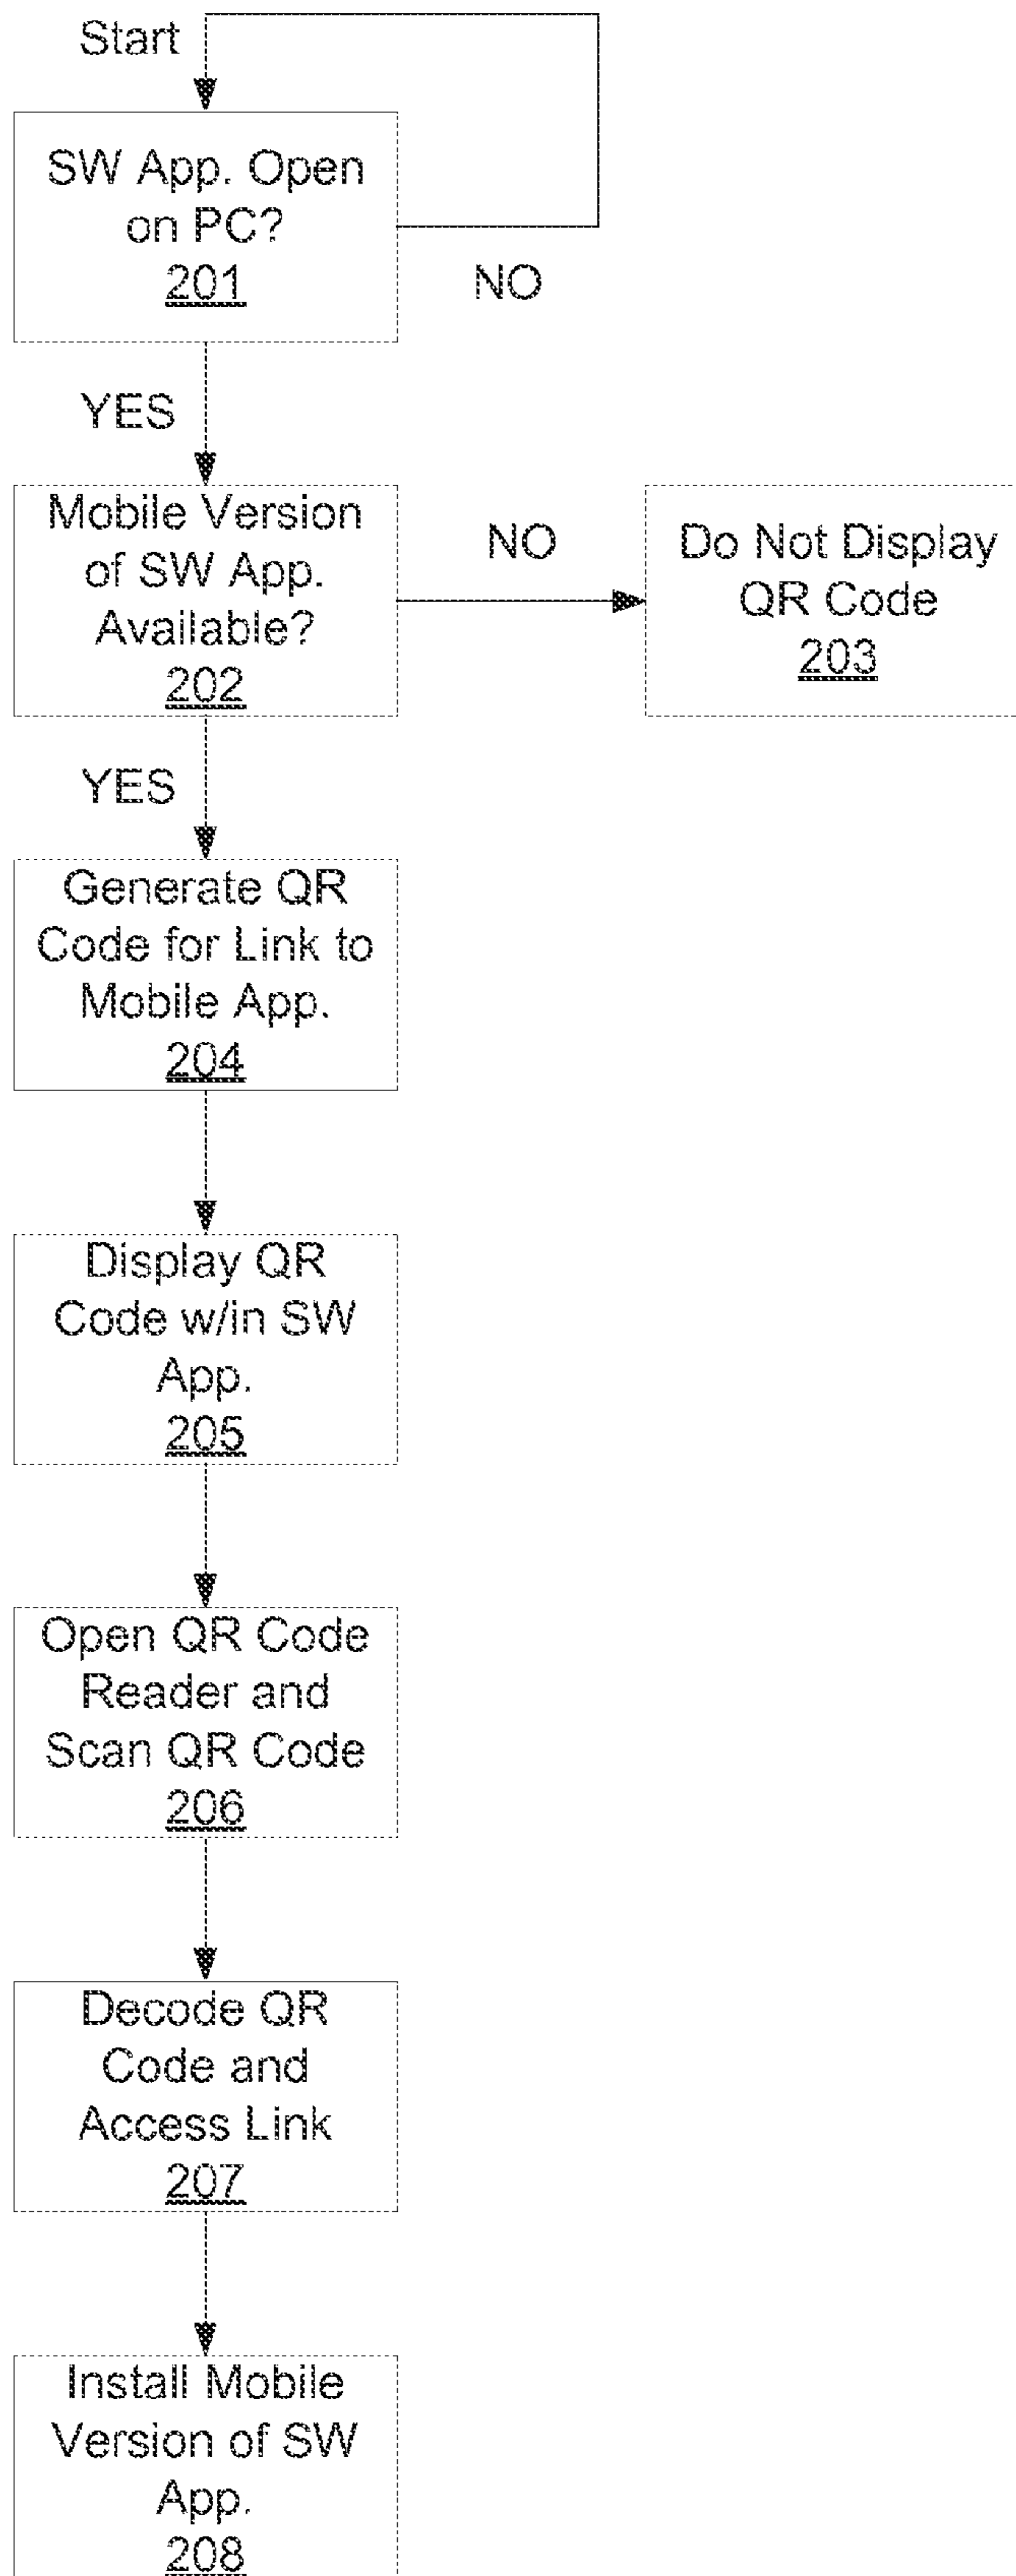 Start
SW App. Open
on PC?
201
NO
YES
Mobile Version
of SW App.
Available?
202
NO
Do Not Display
QR Code
203
YES
Generate QR
Code for Link to
Mobile App.
204
Display QR
Code w/in SW
App.
205
Open QR Code
Reader and
Scan QR Code
206
Decode QR
Code and
Access Link
207
Install Mobile
Version of SW
App.
208